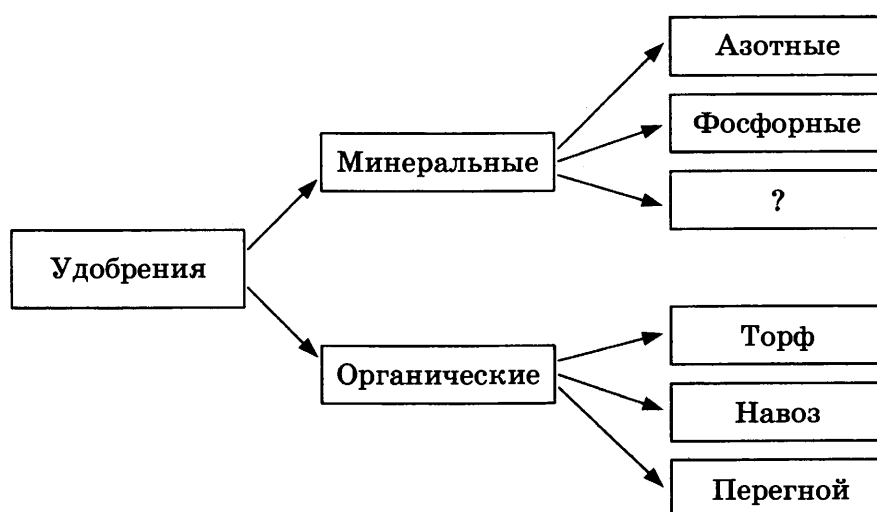 Азотные
Фосфорные
Минеральные
?
Удобрения
Торф
Органические
Навоз
Перегной